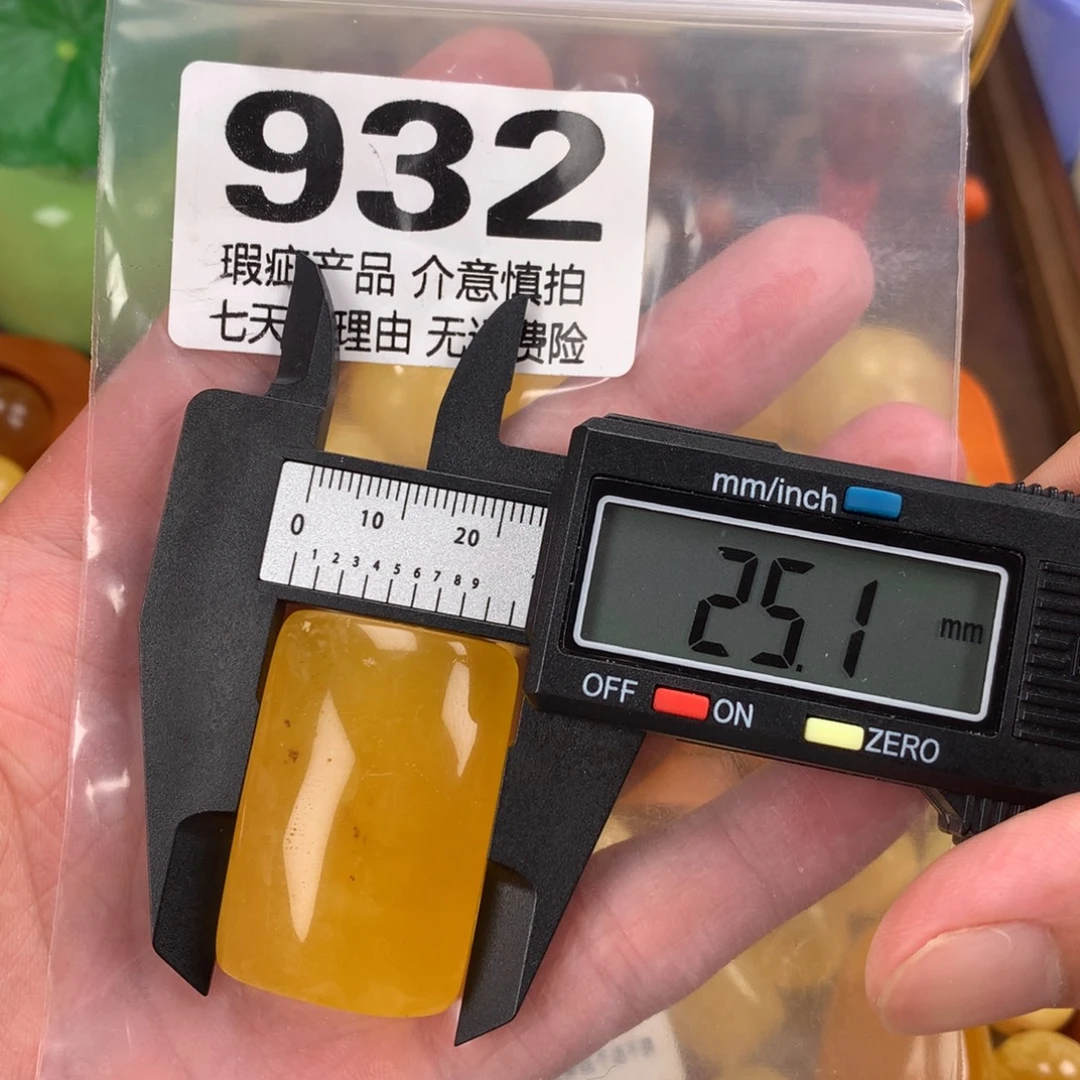 932
瑕疵产品 介意慎拍
七天 理由 无 费险
mm/inch
0 10 20
1 2 3 4 5 6 7 8 9
25.1 mm
OFF ON ZERO